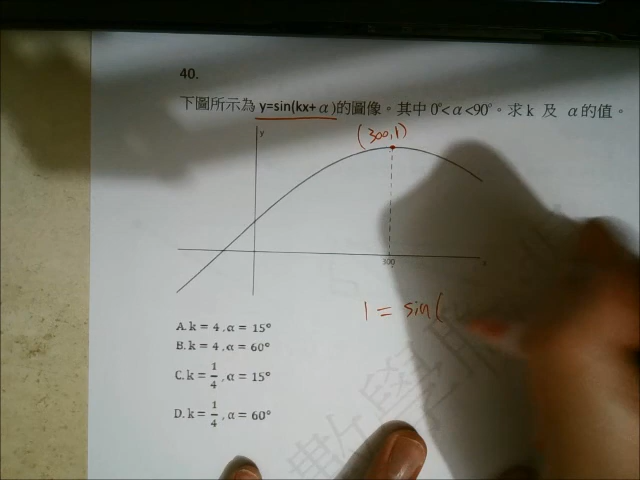 40.
下圖所示為 y=sin(kx+α)的圖像。其中 0°<α<90°。求 k 及 α的值。
y
(300,1)
300
x
1 = sin(
A. k = 4 , α = 15°
B. k = 4 , α = 60°
C. k = 1/4 , α = 15°
D. k = 1/4 , α = 60°